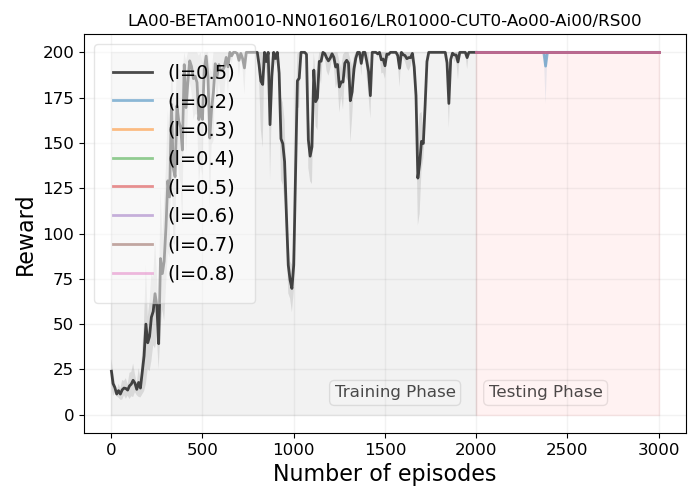 LA00-BETAm0010-NN016016/LR01000-CUT0-Ao00-Ai00/RS00
200
175
150
125
100
75
50
25
0
Reward
(l=0.5)
(l=0.2)
(l=0.3)
(l=0.4)
(l=0.5)
(l=0.6)
(l=0.7)
(l=0.8)
Training Phase
Testing Phase
0 500 1000 1500 2000 2500 3000
Number of episodes